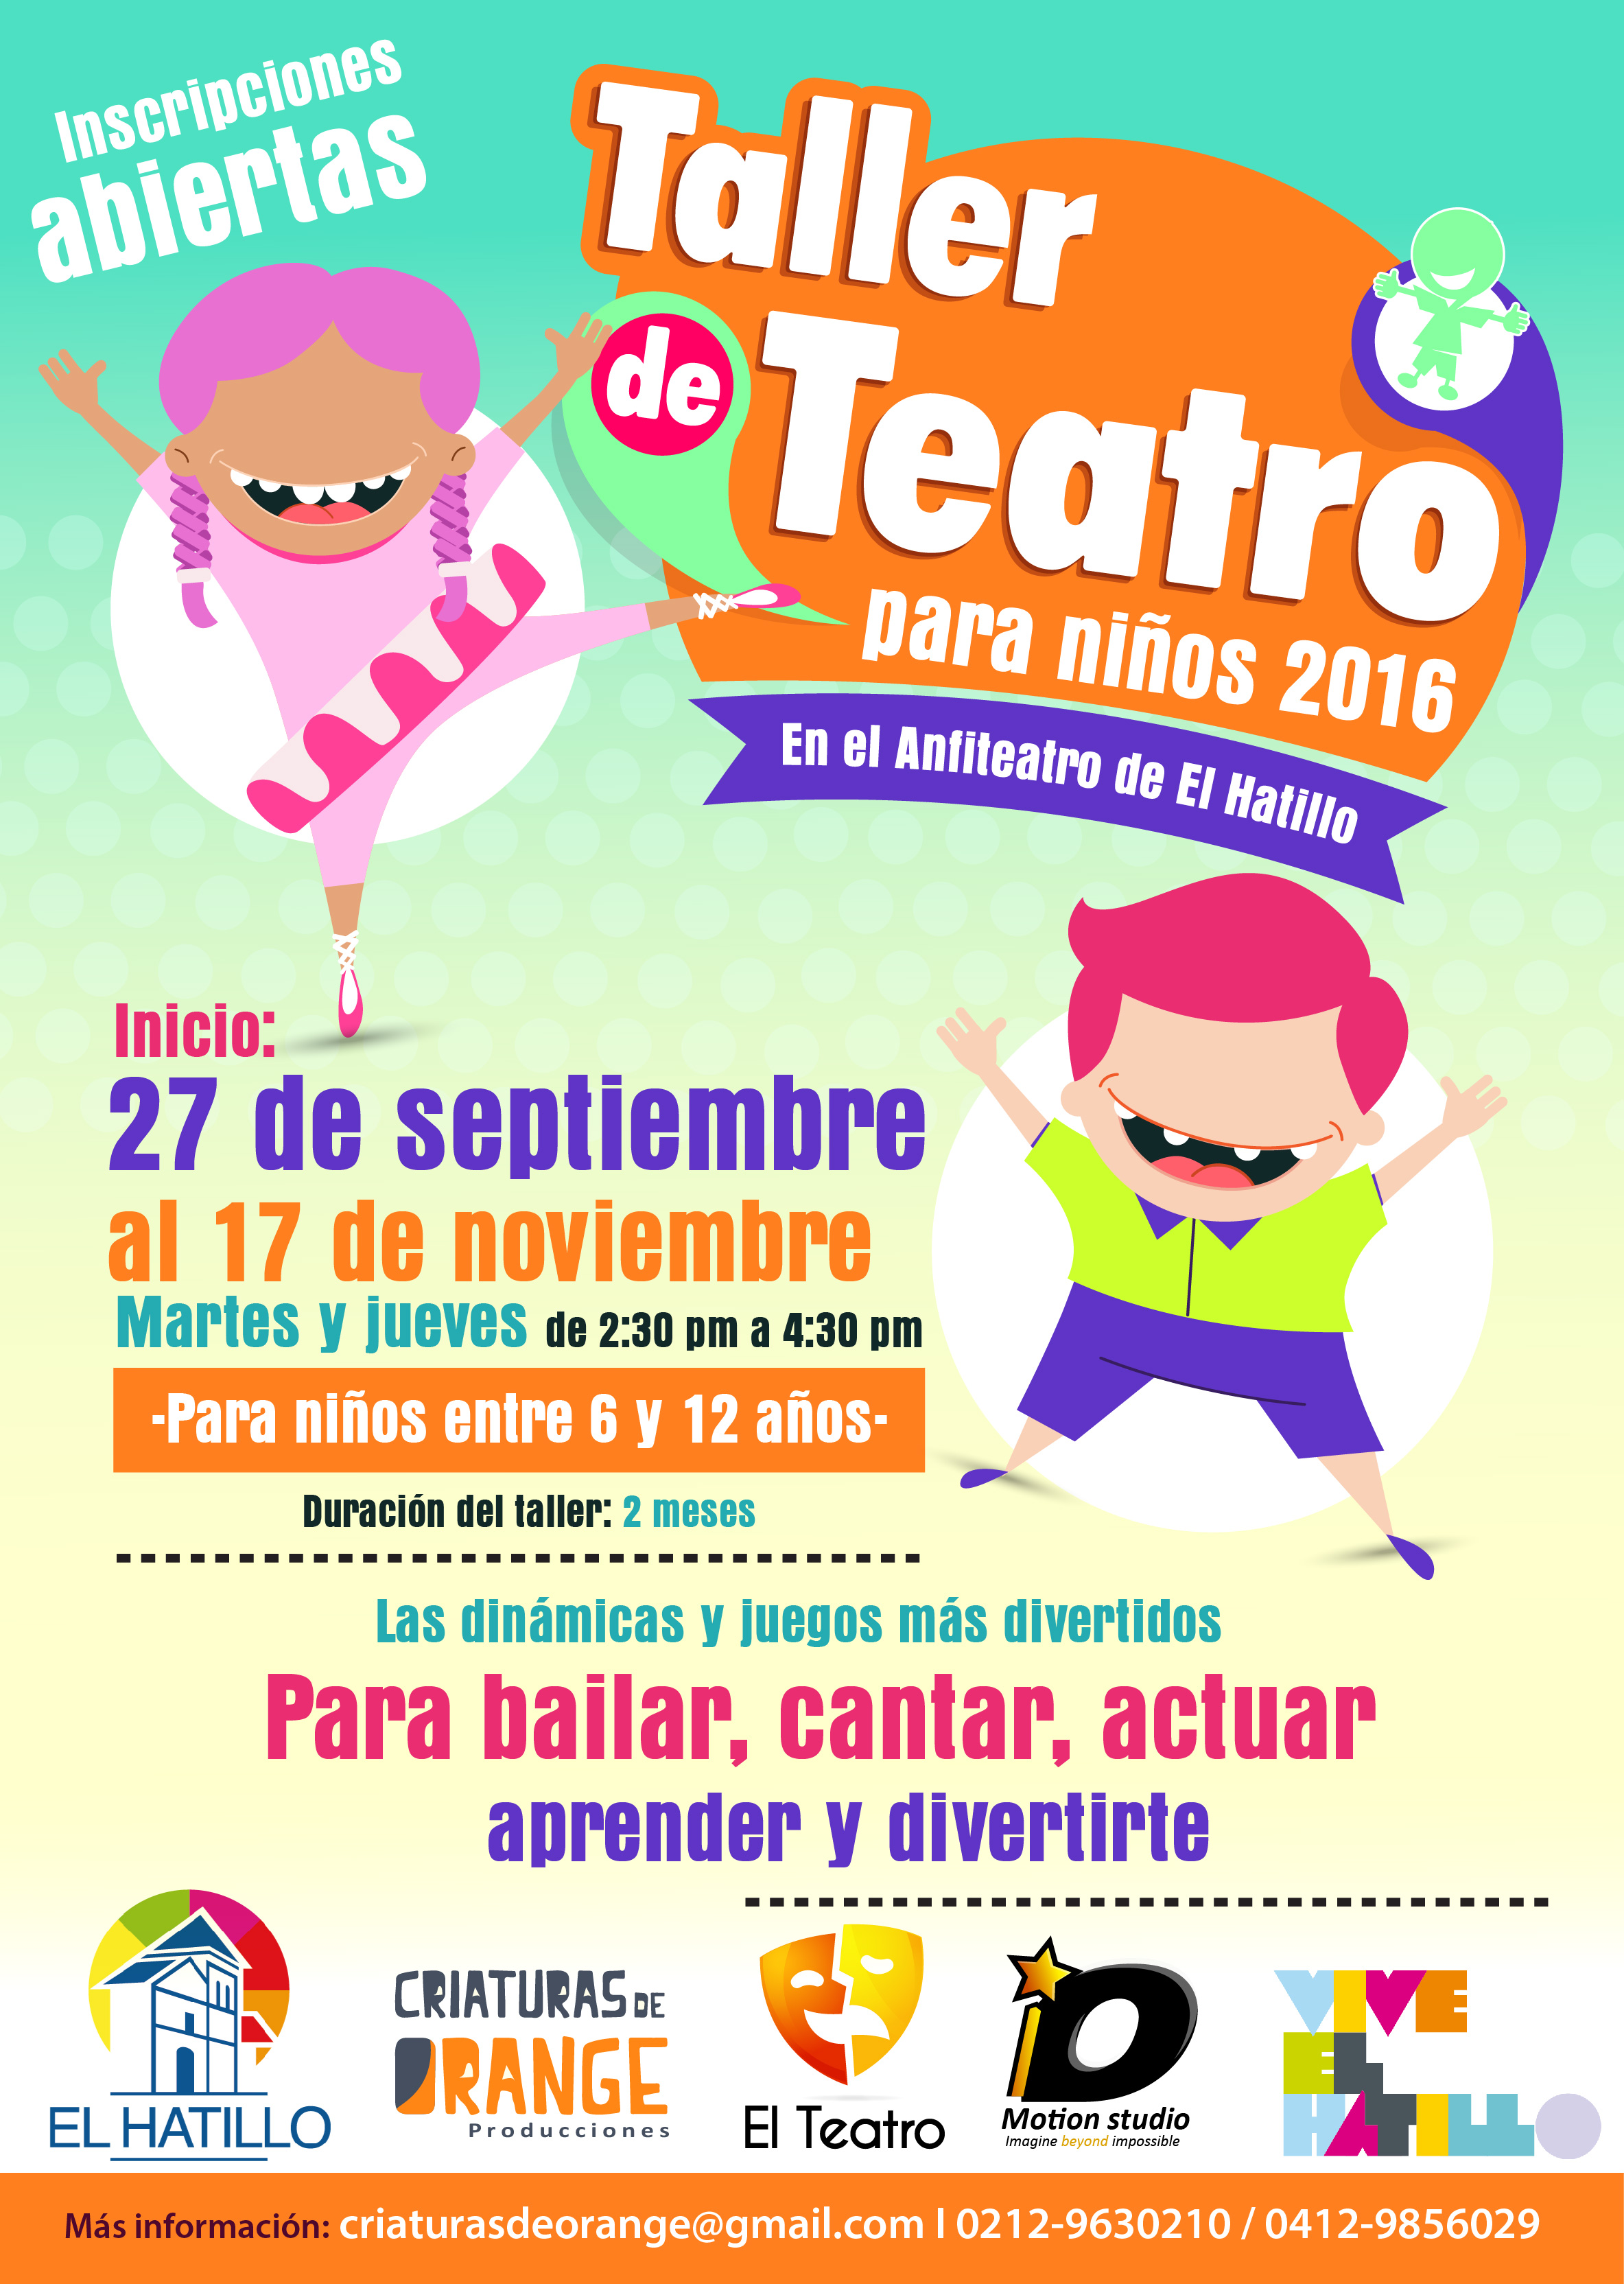 Inscripciones
abiertas
Taller
de
Teatro
para niños 2016
En el Anfiteatro de El Hatillo
Inicio:
27 de septiembre
al 17 de noviembre
Martes y jueves de 2:30 pm a 4:30 pm
-Para niños entre 6 y 12 años-
Duración del taller: 2 meses
Las dinámicas y juegos más divertidos
Para bailar, cantar, actuar
aprender y divertirte
EL HATILLO
CRIATURAS DE
ORANGE
Producciones
El Teatro
D
Motion studio
Imagine beyond impossible
VIVE
EL
HATILLO
Más información: criaturasdeorange@gmail.com I 0212-9630210 / 0412-9856029